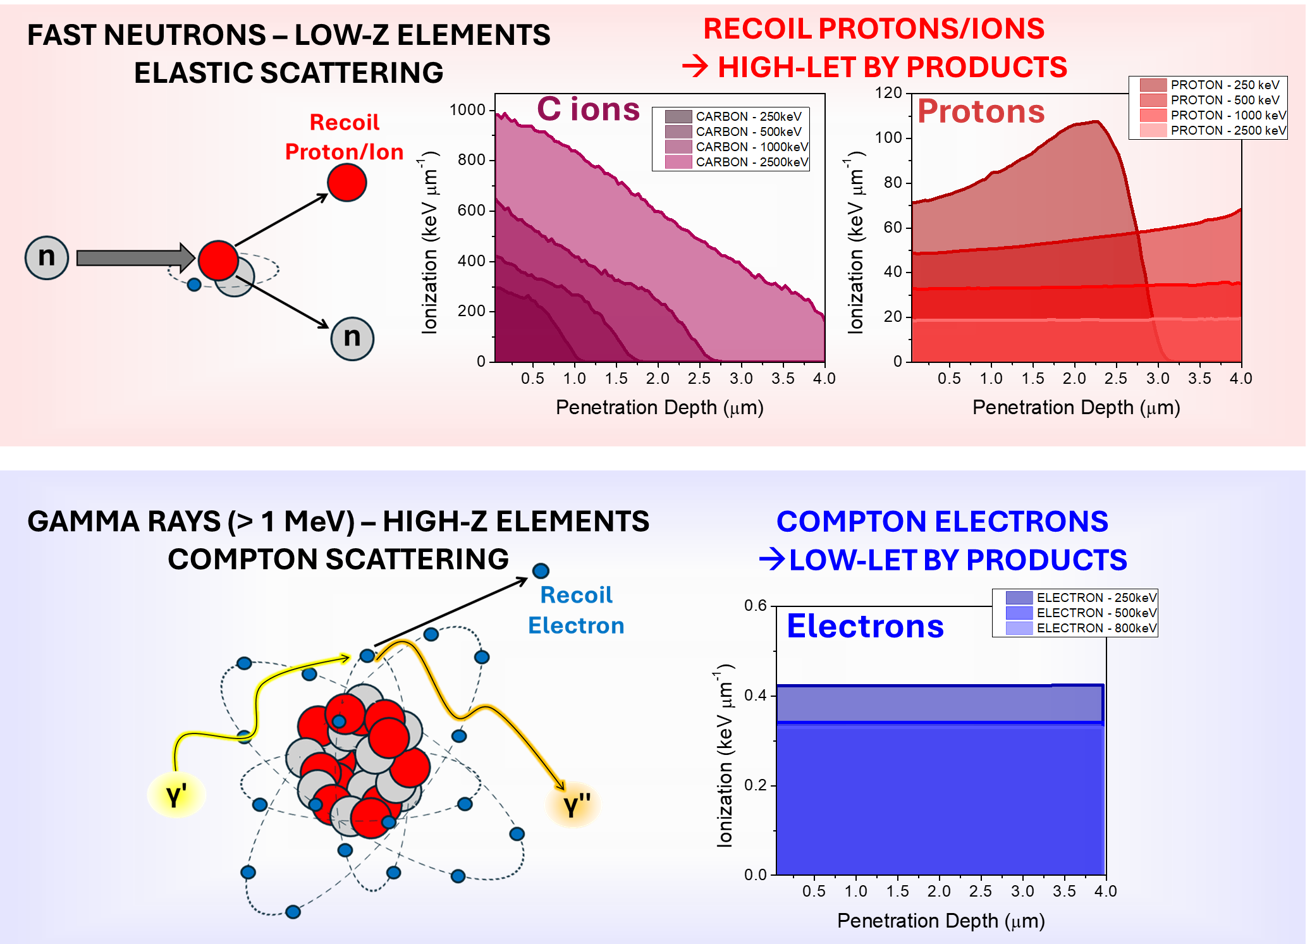 FAST NEUTRONS – LOW-Z ELEMENTS
ELASTIC SCATTERING
RECOIL PROTONS/IONS
→ HIGH-LET BY PRODUCTS
Recoil
Proton/Ion
n
n
C ions
CARBON - 250keV
CARBON - 500keV
CARBON - 1000keV
CARBON - 2500keV
1000
800
600
400
200
0
Ionization (keV μm⁻¹)
0.5 1.0 1.5 2.0 2.5 3.0 3.5 4.0
Penetration Depth (μm)
Protons
PROTON - 250 keV
PROTON - 500 keV
PROTON - 1000 keV
PROTON - 2500 keV
120
100
80
60
40
20
0
Ionization (keV μm⁻¹)
0.5 1.0 1.5 2.0 2.5 3.0 3.5 4.0
Penetration Depth (μm)
GAMMA RAYS (> 1 MeV) – HIGH-Z ELEMENTS
COMPTON SCATTERING
COMPTON ELECTRONS
→LOW-LET BY PRODUCTS
Recoil
Electron
γ'
γ''
Electrons
ELECTRON - 250keV
ELECTRON - 500keV
ELECTRON - 800keV
0.6
0.4
0.2
0.0
Ionization (keV μm⁻¹)
0.5 1.0 1.5 2.0 2.5 3.0 3.5 4.0
Penetration Depth (μm)